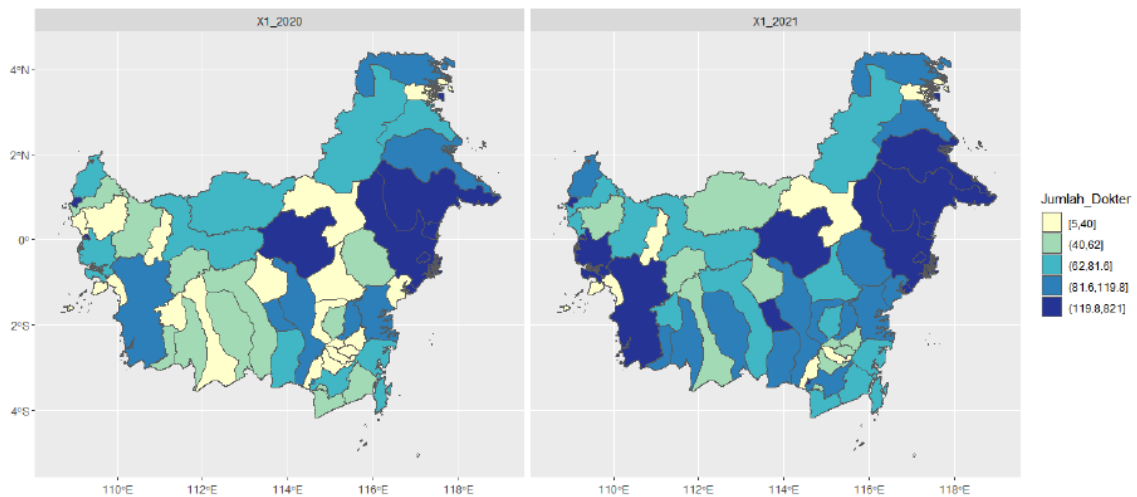 X1_2020
X1_2021
4°N
2°N
0°
2°S
4°S
110°E 112°E 114°E 116°E 118°E
110°E 112°E 114°E 116°E 118°E
Jumlah_Dokter
[5,40]
(40,62]
(62,81.6]
(81.6,119.8]
(119.8,821]